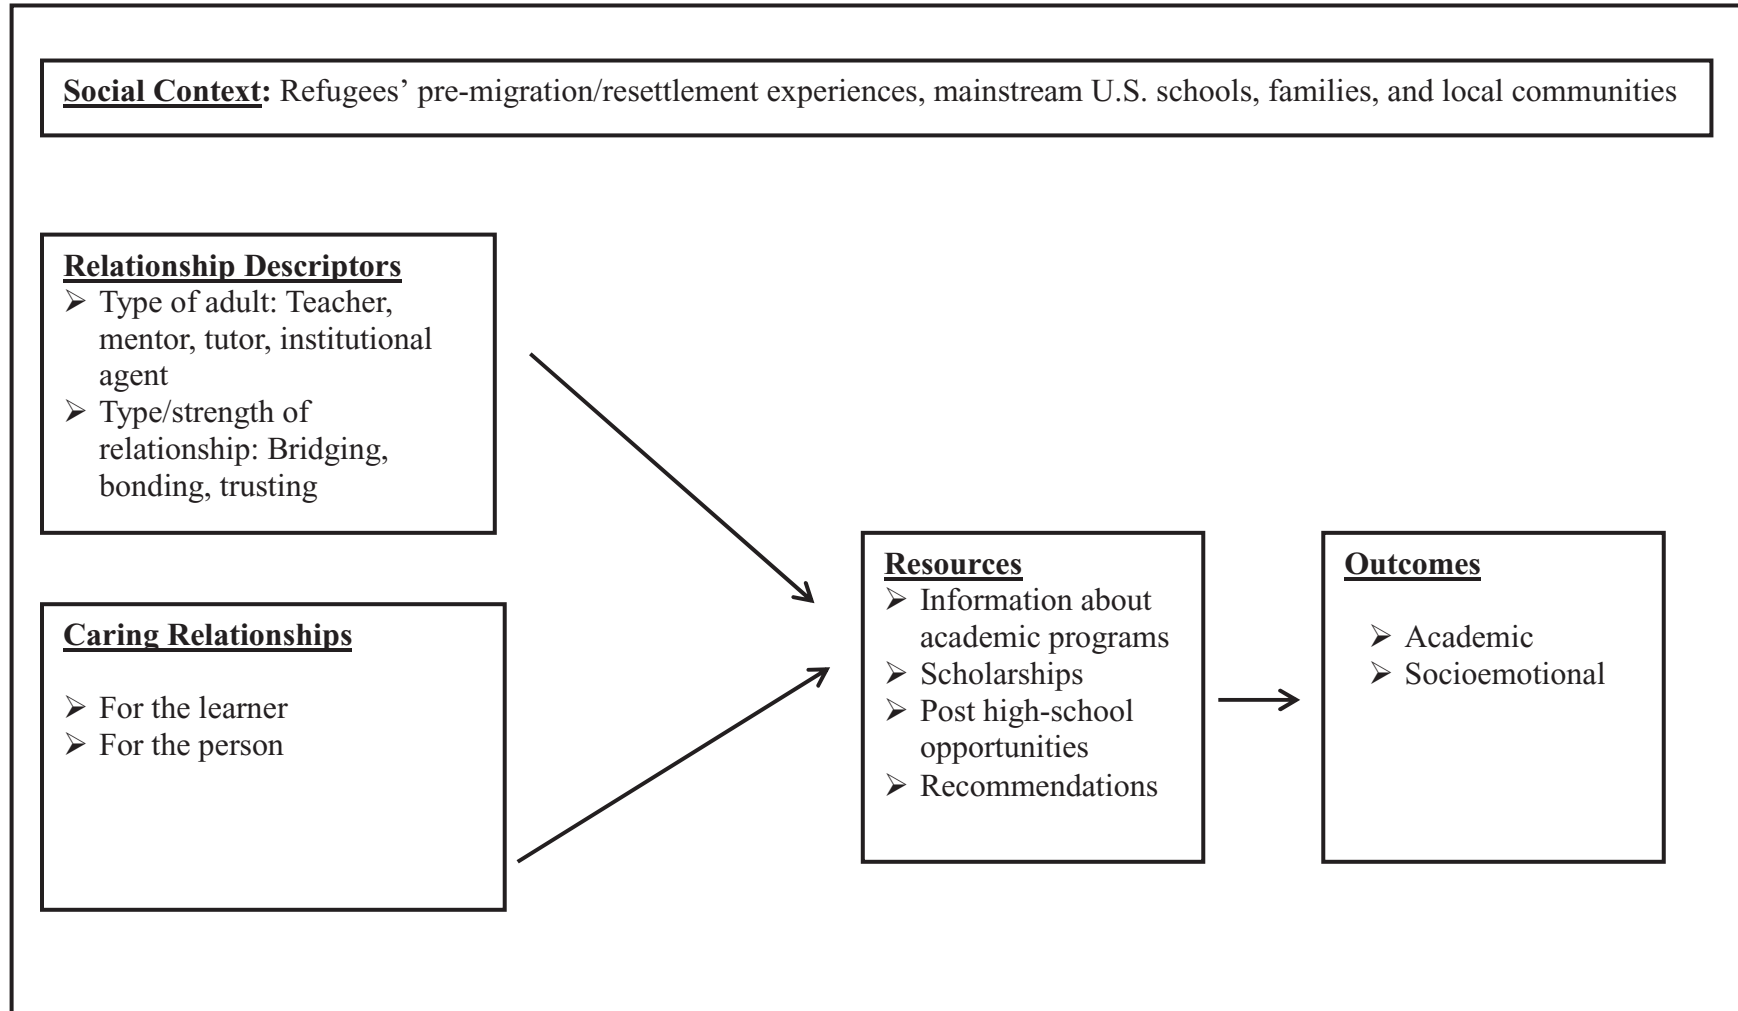 Social Context: Refugees’ pre-migration/resettlement experiences, mainstream U.S. schools, families, and local communities
Relationship Descriptors
➢ Type of adult: Teacher,
mentor, tutor, institutional
agent
➢ Type/strength of
relationship: Bridging,
bonding, trusting
Caring Relationships
➢ For the learner
➢ For the person
Resources
➢ Information about
academic programs
➢ Scholarships
➢ Post high-school
opportunities
➢ Recommendations
Outcomes
➢ Academic
➢ Socioemotional